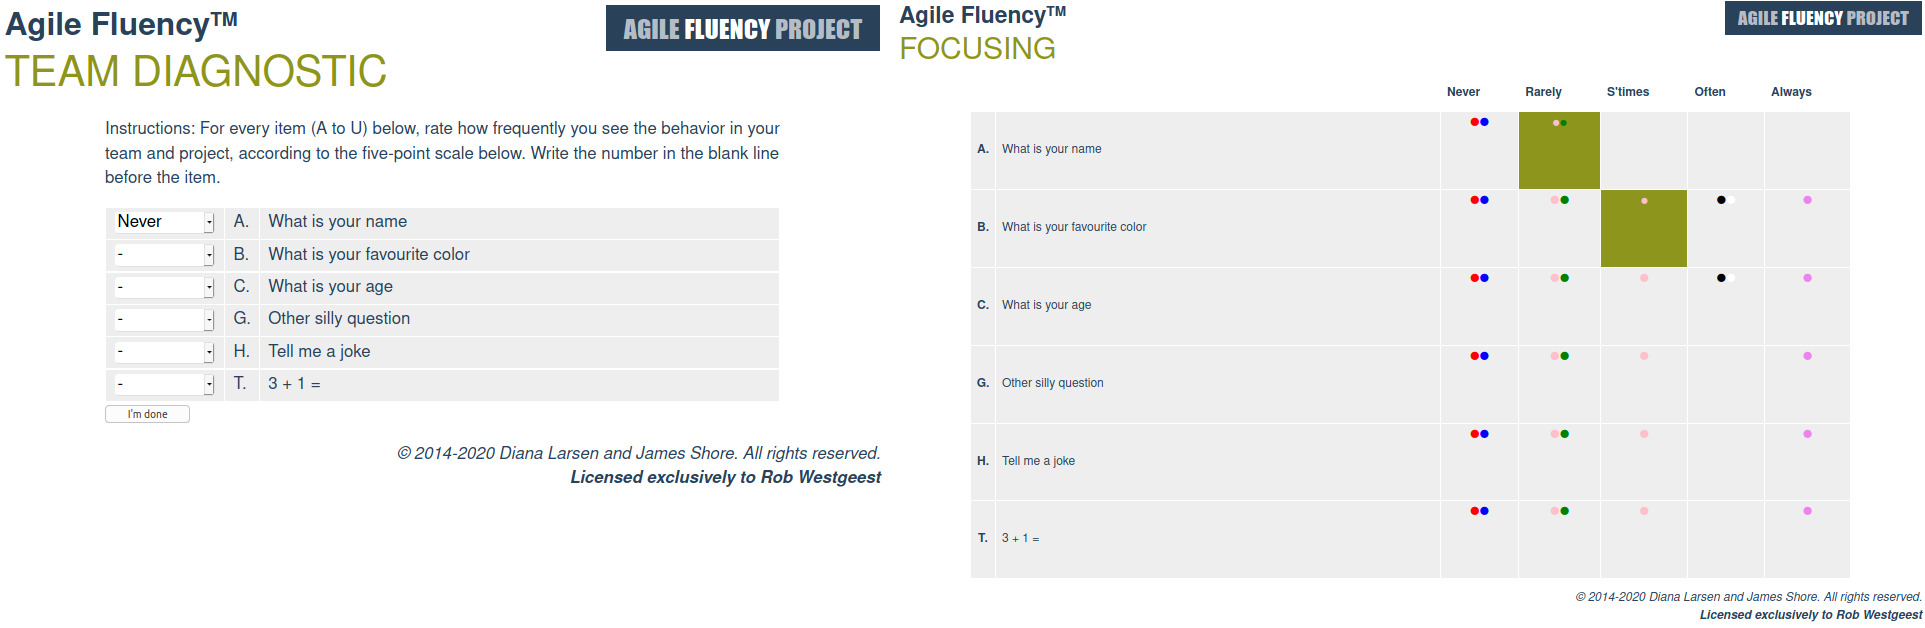 Agile Fluency™
TEAM DIAGNOSTIC
AGILE FLUENCY PROJECT
Instructions: For every item (A to U) below, rate how frequently you see the behavior in your
team and project, according to the five-point scale below. Write the number in the blank line
before the item.
Never A. What is your name
- B. What is your favourite color
- C. What is your age
- G. Other silly question
- H. Tell me a joke
- T. 3 + 1 =
I'm done
© 2014-2020 Diana Larsen and James Shore. All rights reserved.
Licensed exclusively to Rob Westgeest
Agile Fluency™
FOCUSING
AGILE FLUENCY PROJECT
Never Rarely S'times Often Always
A. What is your name
B. What is your favourite color
C. What is your age
G. Other silly question
H. Tell me a joke
T. 3 + 1 =
© 2014-2020 Diana Larsen and James Shore. All rights reserved.
Licensed exclusively to Rob Westgeest